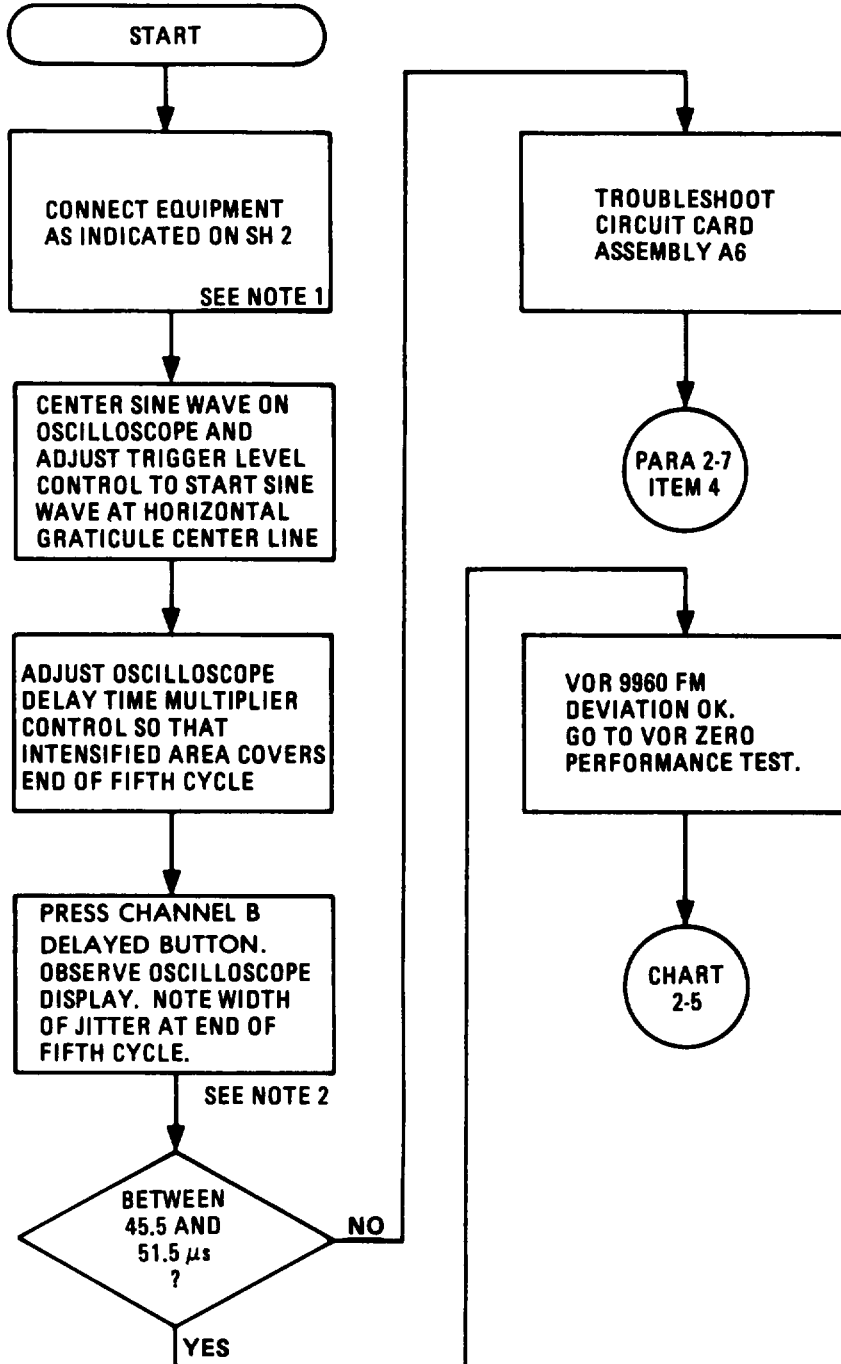 START
CONNECT EQUIPMENT
AS INDICATED ON SH 2
SEE NOTE 1
CENTER SINE WAVE ON
OSCILLOSCOPE AND
ADJUST TRIGGER LEVEL
CONTROL TO START SINE
WAVE AT HORIZONTAL
GRATICULE CENTER LINE
ADJUST OSCILLOSCOPE
DELAY TIME MULTIPLIER
CONTROL SO THAT
INTENSIFIED AREA COVERS
END OF FIFTH CYCLE
PRESS CHANNEL B
DELAYED BUTTON.
OBSERVE OSCILLOSCOPE
DISPLAY. NOTE WIDTH
OF JITTER AT END OF
FIFTH CYCLE.
SEE NOTE 2
BETWEEN
45.5 AND
51.5 µs
?
NO
YES
TROUBLESHOOT
CIRCUIT CARD
ASSEMBLY A6
PARA 2-7
ITEM 4
VOR 9960 FM
DEVIATION OK.
GO TO VOR ZERO
PERFORMANCE TEST.
CHART
2-5